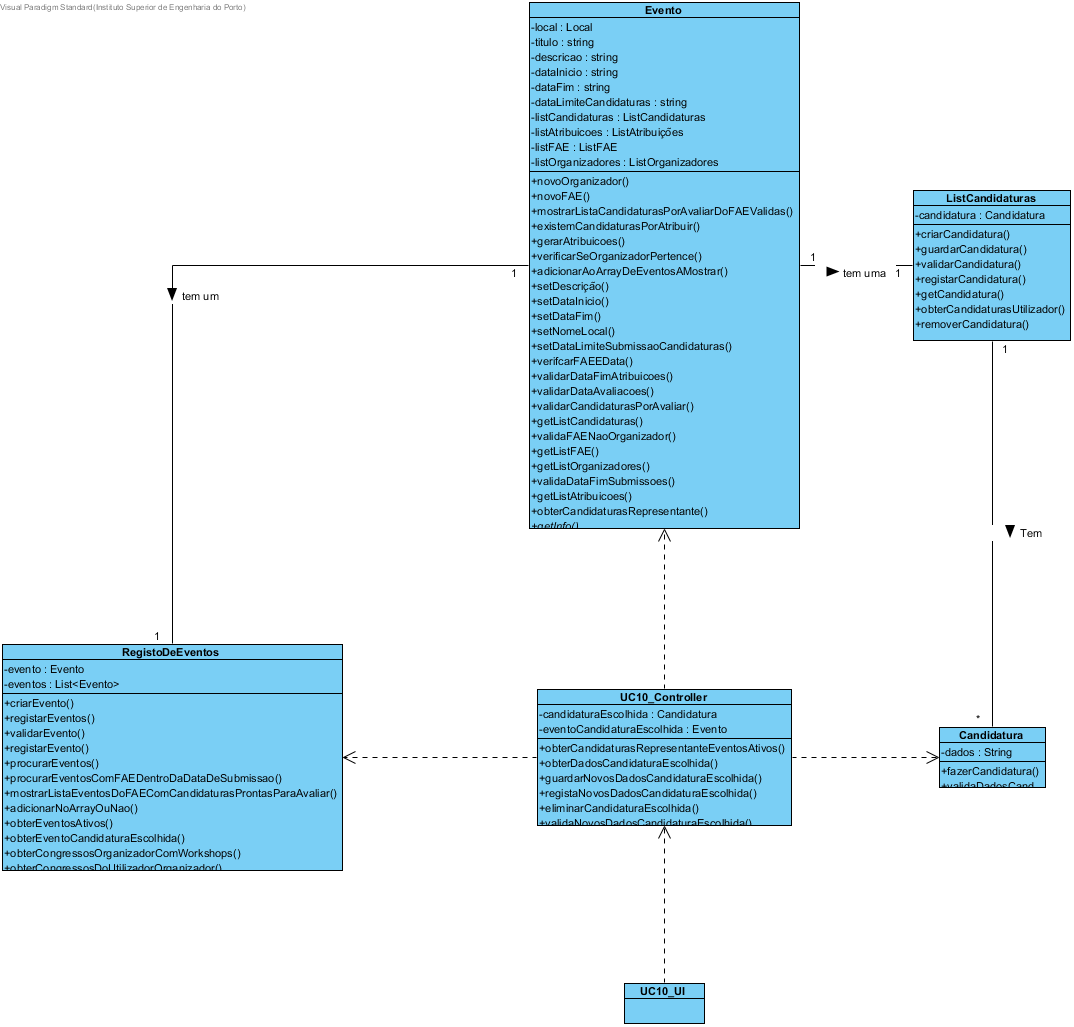 Visual Paradigm Standard(Instituto Superior de Engenharia do Porto)
Evento
-local : Local
-titulo : string
-descricao : string
-dataInicio : string
-dataFim : string
-dataLimiteCandidaturas : string
-listCandidaturas : ListCandidaturas
-listAtribuicoes : ListAtribuições
-listFAE : ListFAE
-listOrganizadores : ListOrganizadores
+novoOrganizador()
+novoFAE()
+mostrarListaCandidaturasPorAvaliarDoFAEValidas()
+existemCandidaturasPorAtribuir()
+gerarAtribuicoes()
+verificarSeOrganizadorPertence()
+adicionarAoArrayDeEventosAMostrar()
+setDescrição()
+setDataInicio()
+setDataFim()
+setNomeLocal()
+setDataLimiteSubmissaoCandidaturas()
+verifcarFAEEData()
+validarDataFimAtribuicoes()
+validarDataAvaliacoes()
+validarCandidaturasPorAvaliar()
+getListCandidaturas()
+validaFAENaoOrganizador()
+getListFAE()
+getListOrganizadores()
+validaDataFimSubmissoes()
+getListAtribuicoes()
+obterCandidaturasRepresentante()
+getInfo()
ListCandidaturas
-candidatura : Candidatura
+criarCandidatura()
+guardarCandidatura()
+validarCandidatura()
+registarCandidatura()
+getCandidatura()
+obterCandidaturasUtilizador()
+removerCandidatura()
1
tem uma
1
1
tem um
1
1
Tem
*
RegistoDeEventos
-evento : Evento
-eventos : List<Evento>
+criarEvento()
+registarEventos()
+validarEvento()
+registarEvento()
+procurarEventos()
+procurarEventosComFAEDentroDaDataDeSubmissao()
+mostrarListaEventosDoFAEComCandidaturasProntasParaAvaliar()
+adicionarNoArrayOuNao()
+obterEventosAtivos()
+obterEventoCandidaturaEscolhida()
+obterCongressosOrganizadorComWorkshops()
+obterCongressosDoUtilizadorOrganizador()
UC10_Controller
-candidaturaEscolhida : Candidatura
-eventoCandidaturaEscolhida : Evento
+obterCandidaturasRepresentanteEventosAtivos()
+obterDadosCandidaturaEscolhida()
+guardarNovosDadosCandidaturaEscolhida()
+registaNovosDadosCandidaturaEscolhida()
+eliminarCandidaturaEscolhida()
+validaNovosDadosCandidaturaEscolhida()
Candidatura
-dados : String
+fazerCandidatura()
+validaDadosCand
UC10_UI